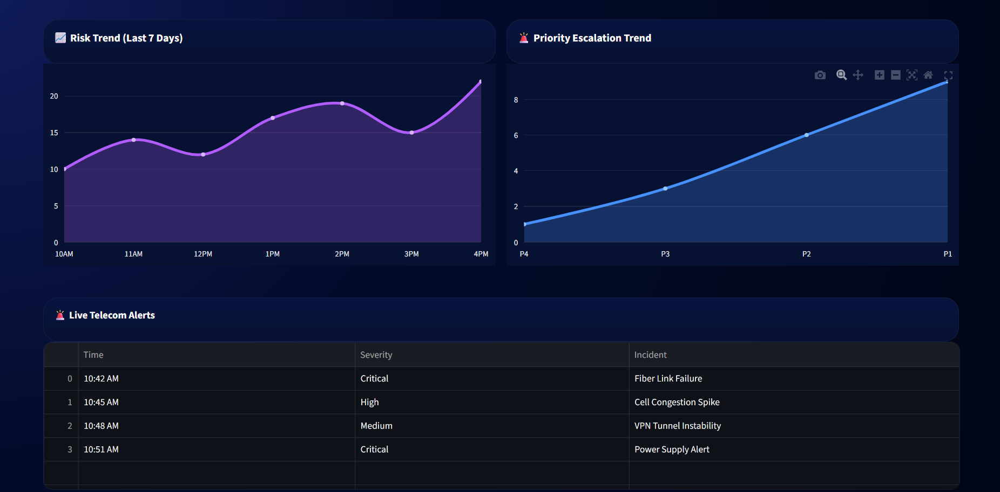 Risk Trend (Last 7 Days)
Priority Escalation Trend
20
15
10
5
0
10AM 11AM 12PM 1PM 2PM 3PM 4PM
8
6
4
2
0
P4 P3 P2 P1
Live Telecom Alerts
Time Severity Incident
0 10:42 AM Critical Fiber Link Failure
1 10:45 AM High Cell Congestion Spike
2 10:48 AM Medium VPN Tunnel Instability
3 10:51 AM Critical Power Supply Alert